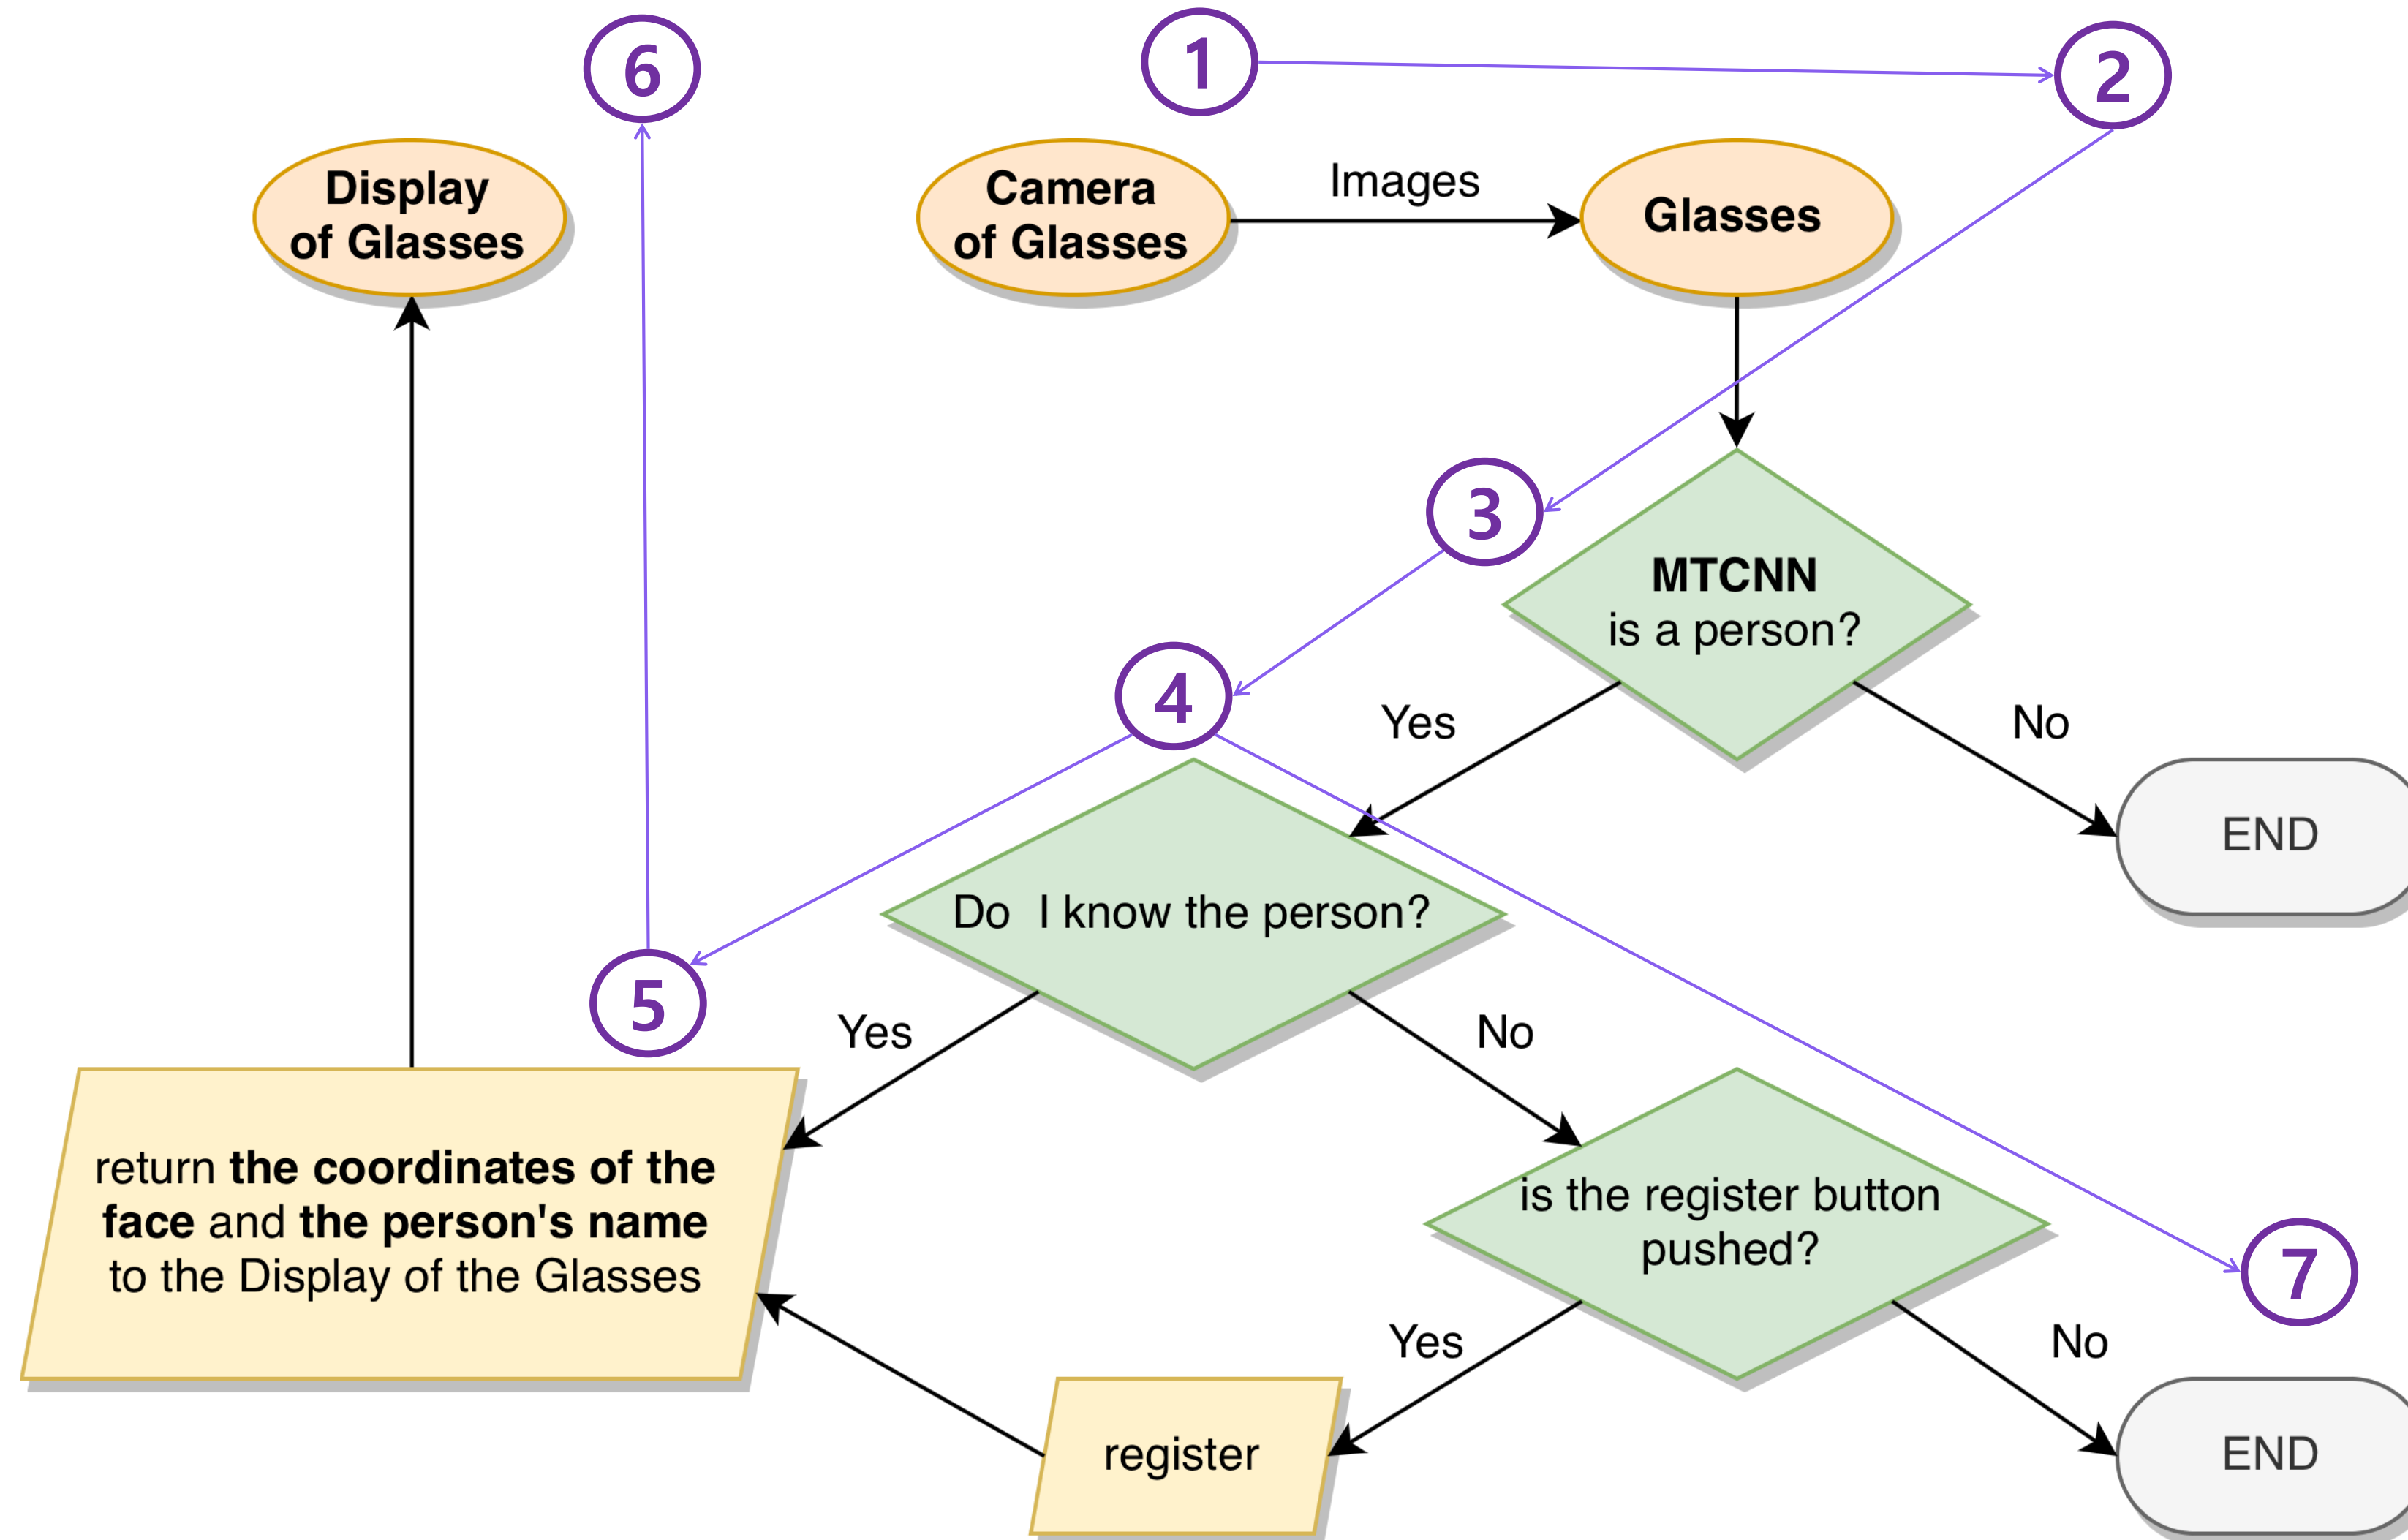 6
1
2
Display
of Glasses
Camera
of Glasses
Images
Glasses
3
MTCNN
is a person?
4
Yes
No
END
Do I know the person?
5
Yes
No
return the coordinates of the
face and the person's name
to the Display of the Glasses
is the register button
pushed?
7
Yes
No
register
END